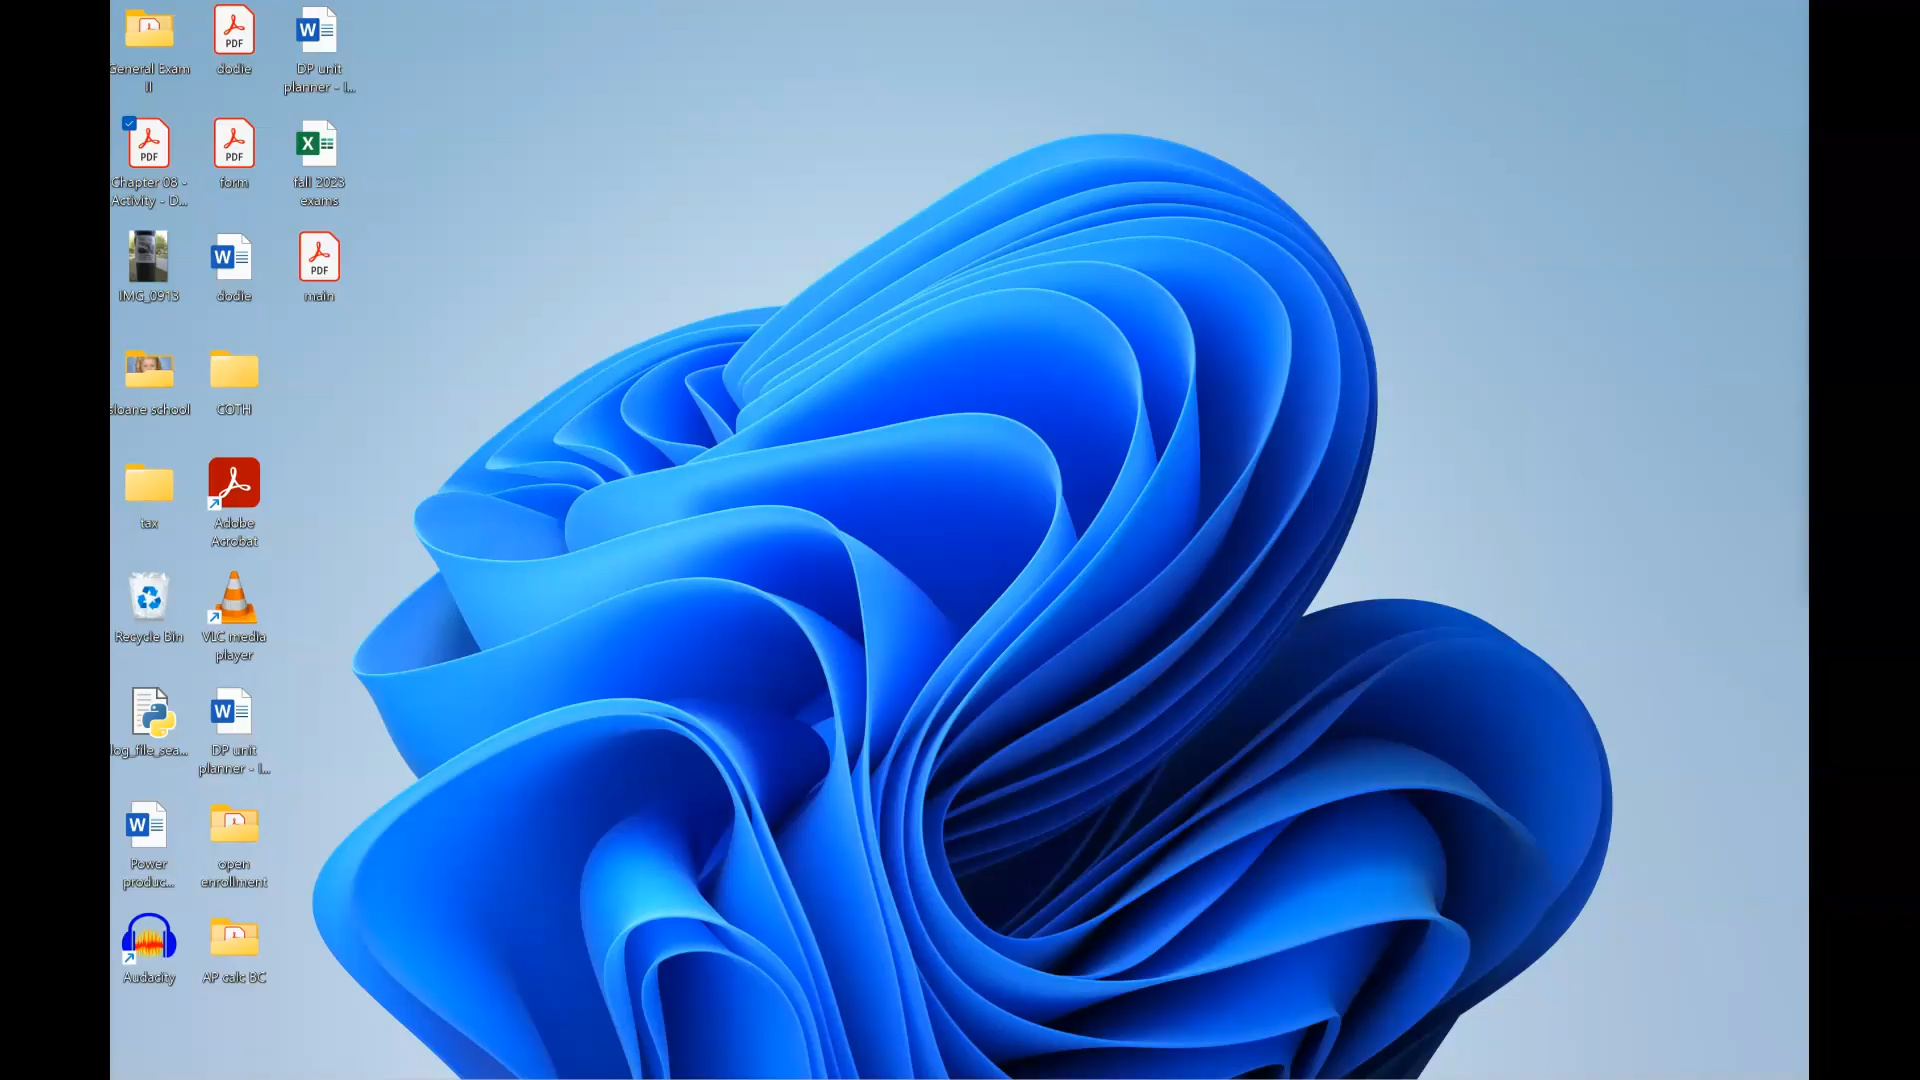 General Exam
II
PDF
dodie
W
DP unit
planner - I...
PDF
Chapter 08 -
Activity - D...
PDF
form
X
fall 2023
exams
IMG_0913
W
dodie
PDF
main
sloane school
COTH
tax
Adobe
Acrobat
Recycle Bin
VLC media
player
log_file_sea...
W
DP unit
planner - I...
W
Power
produc...
open
enrollment
Audacity
AP calc BC